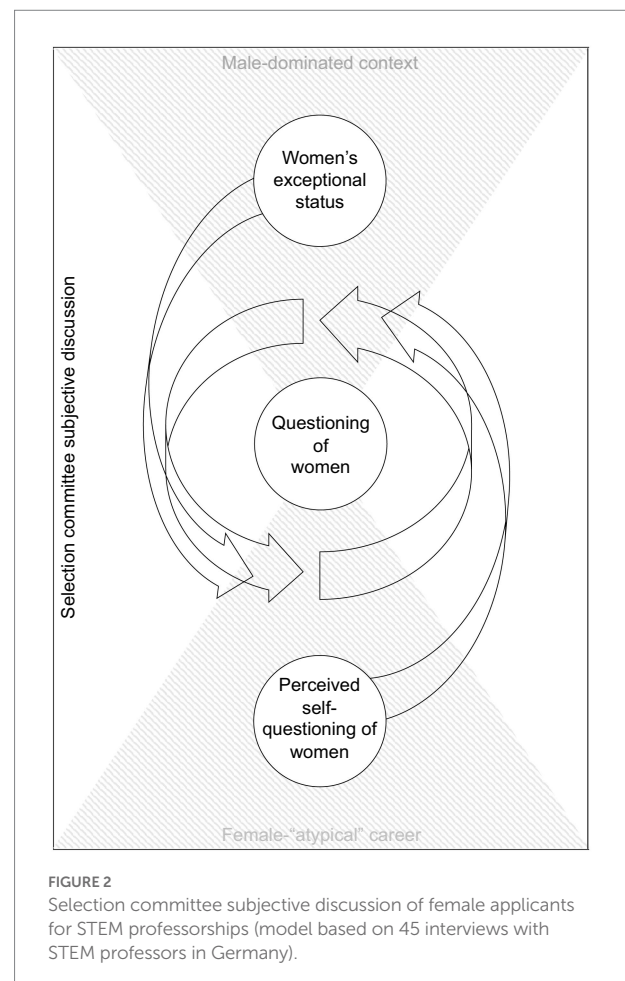 Male-dominated context
Women’s
exceptional
status
Selection committee subjective discussion
Questioning
of
women
Perceived
self-
questioning of
women
Female-“atypical” career
FIGURE 2
Selection committee subjective discussion of female applicants
for STEM professorships (model based on 45 interviews with
STEM professors in Germany).